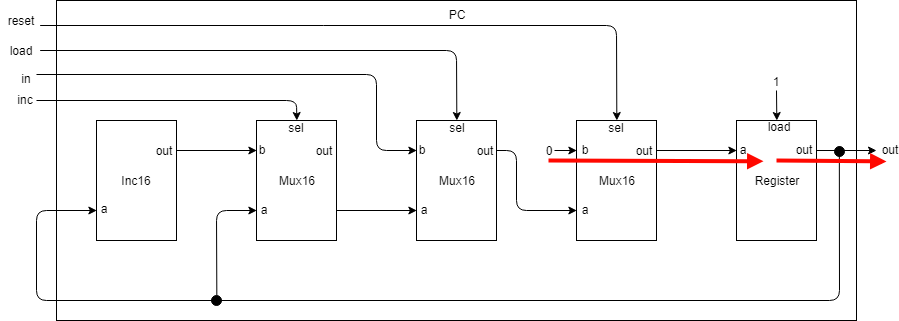 PC
reset
load
in
inc
1
sel
sel
sel
load
out
b
out
b
out
0
b
out
a
out
out
Inc16
Mux16
Mux16
Mux16
Register
a
a
a
a